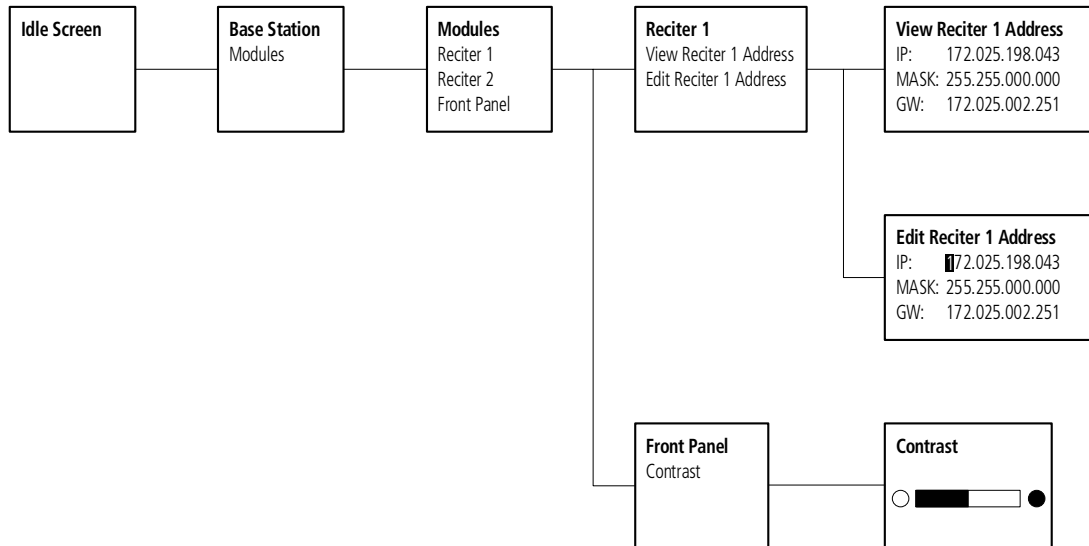 Idle Screen
Base Station
Modules
Modules
Reciter 1
Reciter 2
Front Panel
Reciter 1
View Reciter 1 Address
Edit Reciter 1 Address
View Reciter 1 Address
IP: 172.025.198.043
MASK: 255.255.000.000
GW: 172.025.002.251
Edit Reciter 1 Address
IP: 172.025.198.043
MASK: 255.255.000.000
GW: 172.025.002.251
Front Panel
Contrast
Contrast